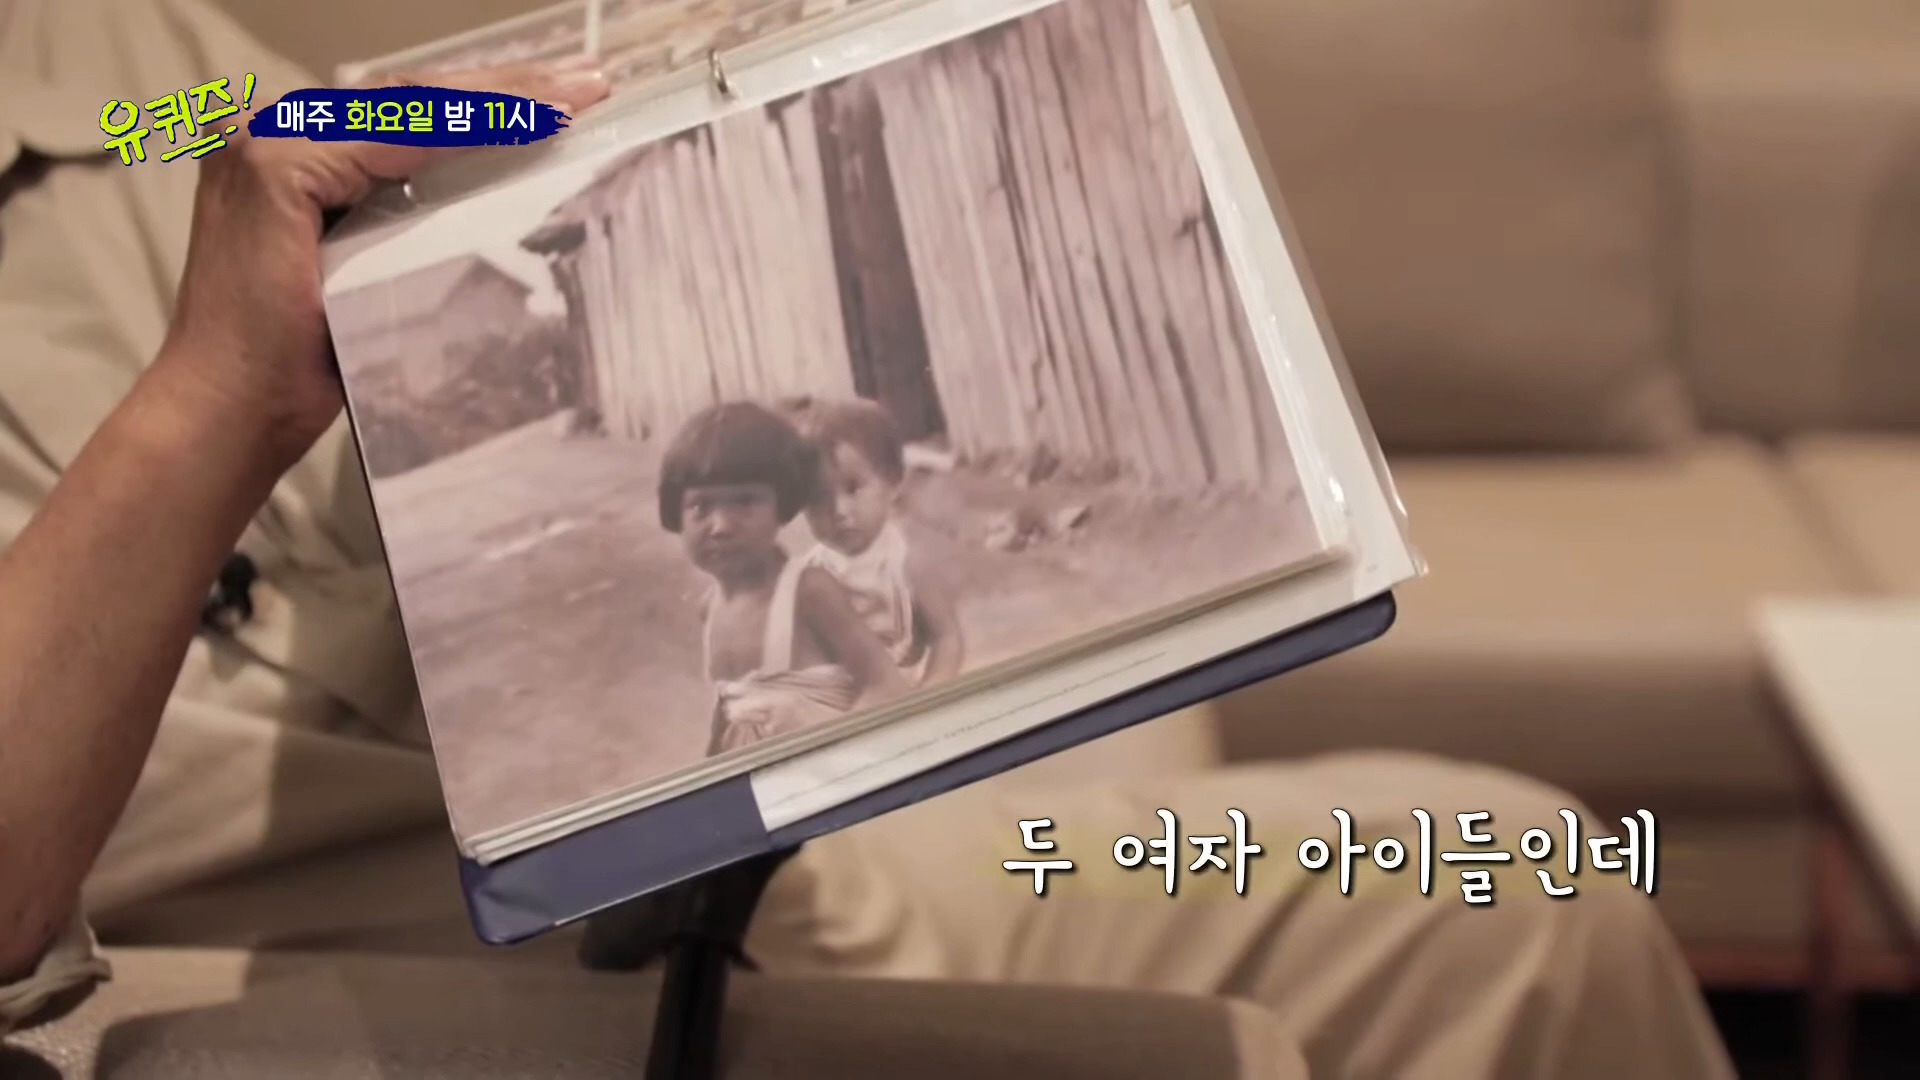 유퀴즈!
매주 화요일 밤 11시
두 여자 아이들인데